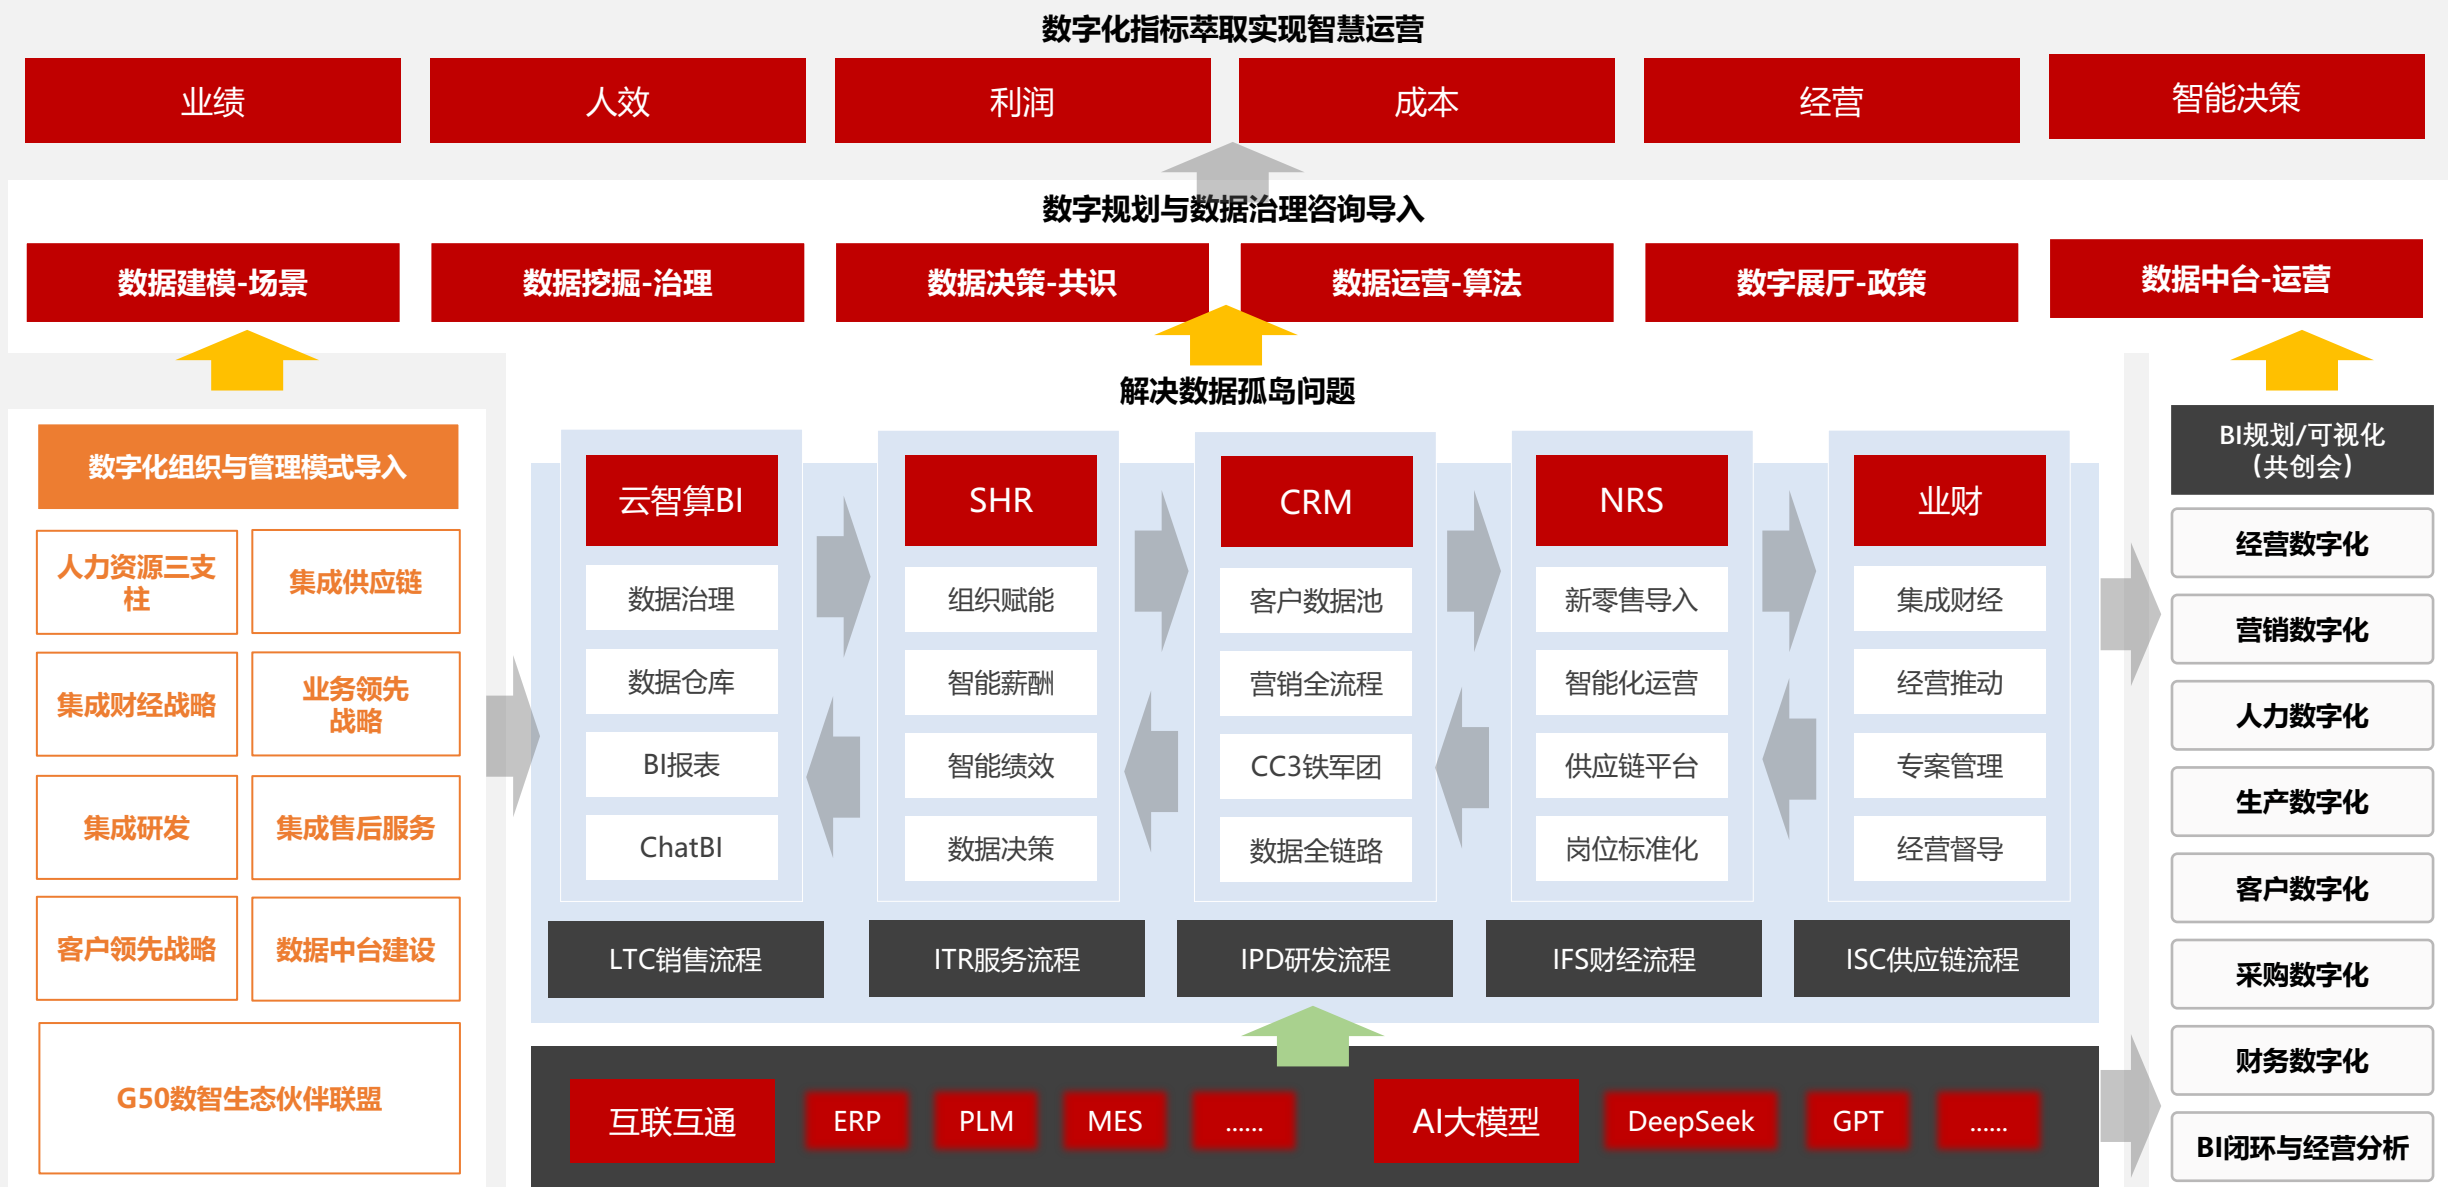 数字化指标萃取实现智慧运营
业绩
人效
利润
成本
经营
智能决策
数字规划与数据治理咨询导入
数据建模-场景
数据挖掘-治理
数据决策-共识
数据运营-算法
数字展厅-政策
数据中台-运营
解决数据孤岛问题
数字化组织与管理模式导入
人力资源三支
柱
集成供应链
集成财经战略
业务领先
战略
集成研发
集成售后服务
客户领先战略
数据中台建设
G50数智生态伙伴联盟
云智算BI
数据治理
数据仓库
BI报表
ChatBI
SHR
组织赋能
智能薪酬
智能绩效
数据决策
CRM
客户数据池
营销全流程
CC3铁军团
数据全链路
NRS
新零售导入
智能化运营
供应链平台
岗位标准化
业财
集成财经
经营推动
专案管理
经营督导
LTC销售流程
ITR服务流程
IPD研发流程
IFS财经流程
ISC供应链流程
互联互通
ERP
PLM
MES
......
AI大模型
DeepSeek
GPT
......
BI规划/可视化
（共创会）
经营数字化
营销数字化
人力数字化
生产数字化
客户数字化
采购数字化
财务数字化
BI闭环与经营分析